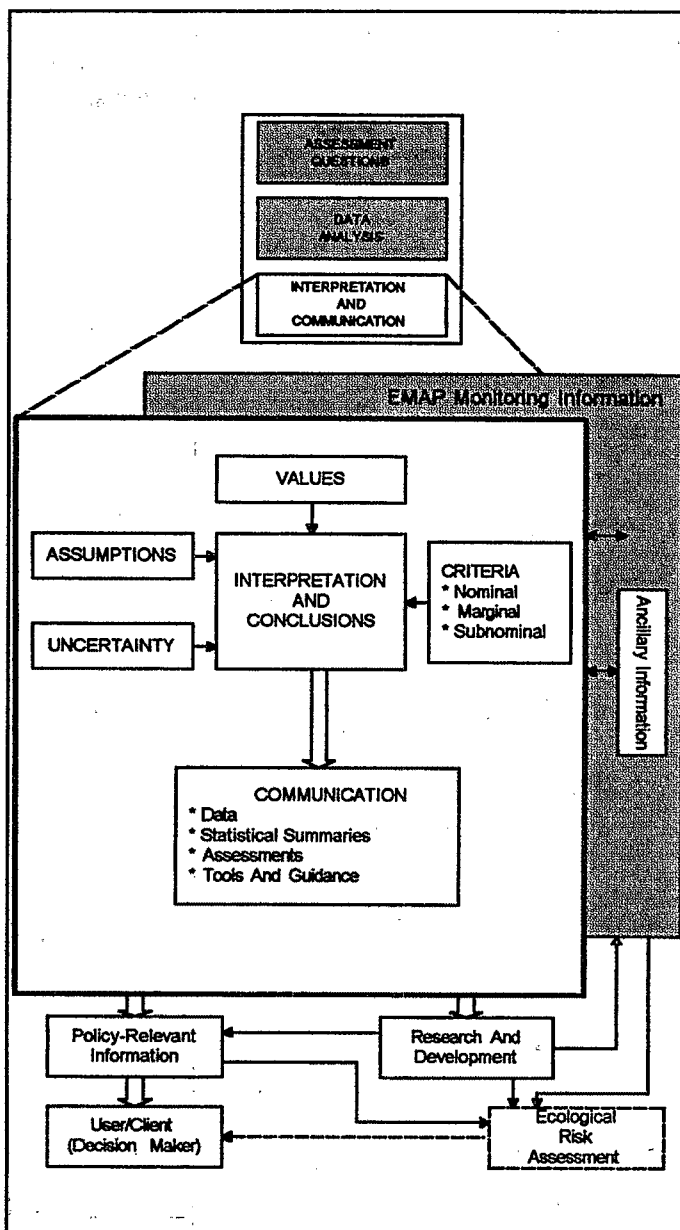 ASSESSMENT
QUESTIONS
DATA
ANALYSIS
INTERPRETATION
AND
COMMUNICATION
EMAP Monitoring Information
VALUES
ASSUMPTIONS
INTERPRETATION
AND
CONCLUSIONS
CRITERIA
* Nominal
* Marginal
* Subnominal
UNCERTAINTY
Ancillary Information
COMMUNICATION
* Data
* Statistical Summaries
* Assessments
* Tools And Guidance
Policy-Relevant
Information
Research And
Development
User/Client
(Decision Maker)
Ecological
Risk
Assessment